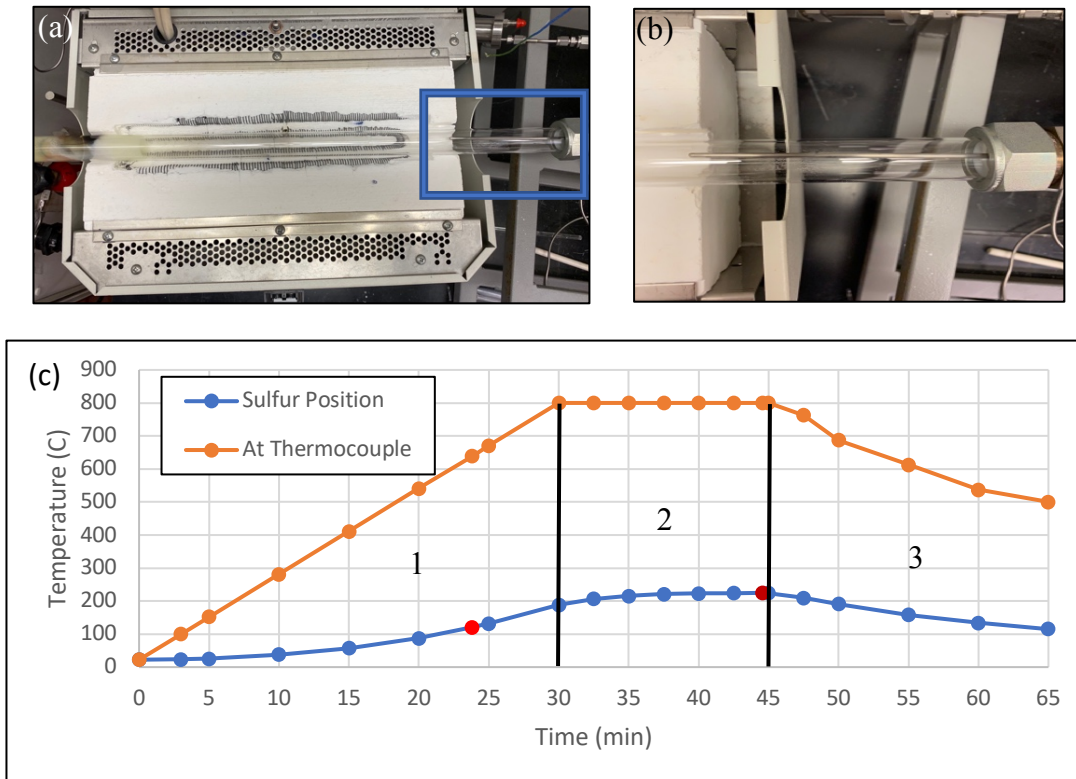 (a)
(b)
(c)
900
800
700
600
500
400
300
200
100
0
Temperature (C)
Sulfur Position
At Thermocouple
1
2
3
0 5 10 15 20 25 30 35 40 45 50 55 60 65
Time (min)